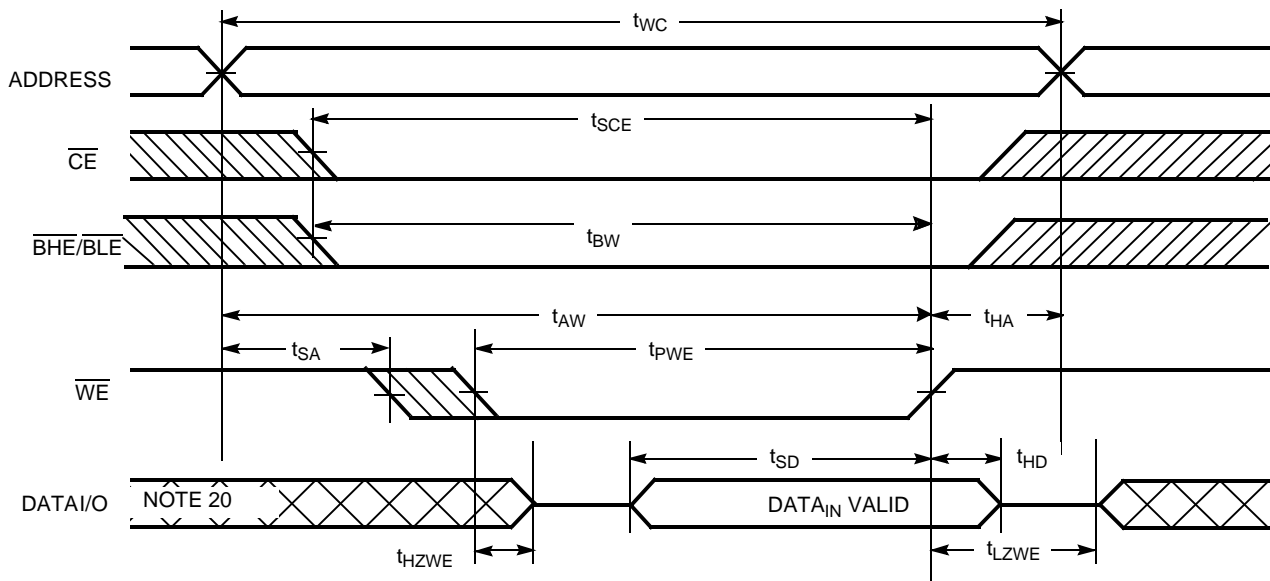 tWC
ADDRESS
tSCE
CE
tBW
BHE/BLE
tAW
tHA
tSA
tPWE
WE
tSD
tHD
DATAI/O
NOTE 20
DATAIN VALID
tHZWE
tLZWE